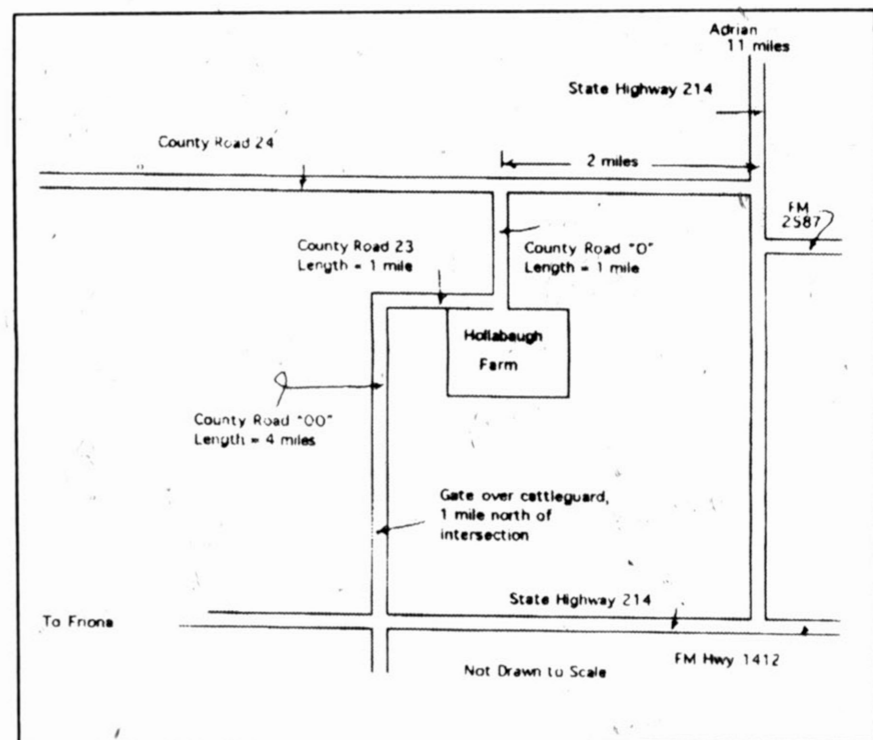 Adrian
11 miles
State Highway 214
County Road 24
2 miles
FM
2587
County Road 23
Length = 1 mile
County Road "O"
Length = 1 mile
Hollabaugh
Farm
County Road "OO"
Length = 4 miles
Gate over cattleguard,
1 mile north of
intersection
State Highway 214
To Friona
FM Hwy 1412
Not Drawn to Scale